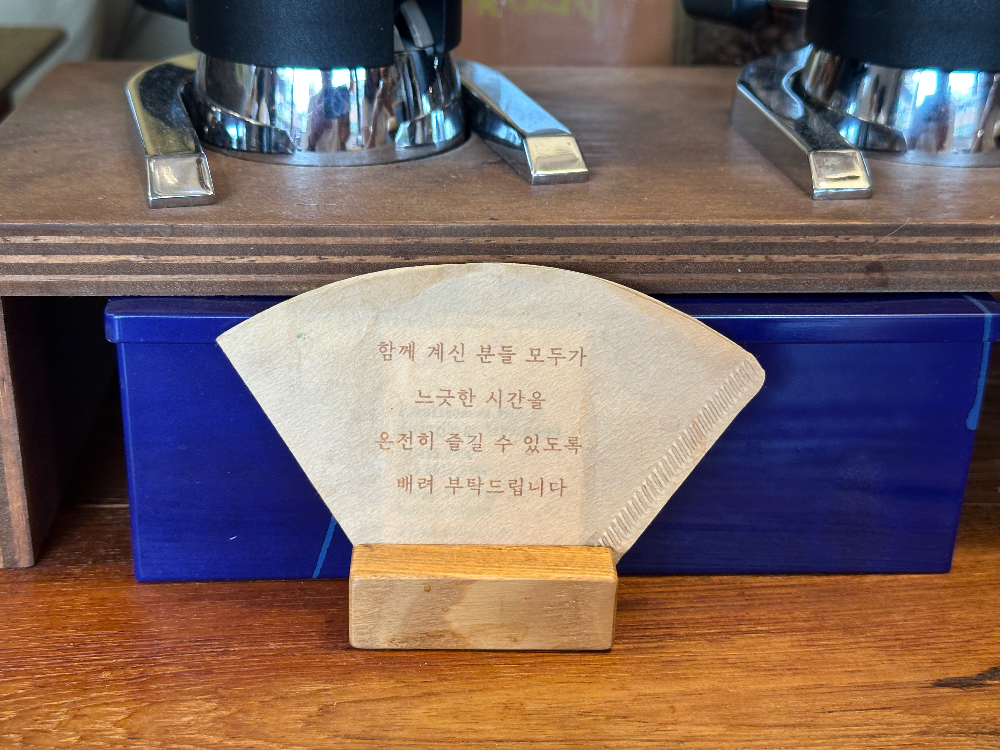 함께 계신 분들 모두가
느긋한 시간을
온전히 즐길 수 있도록
배려 부탁드립니다